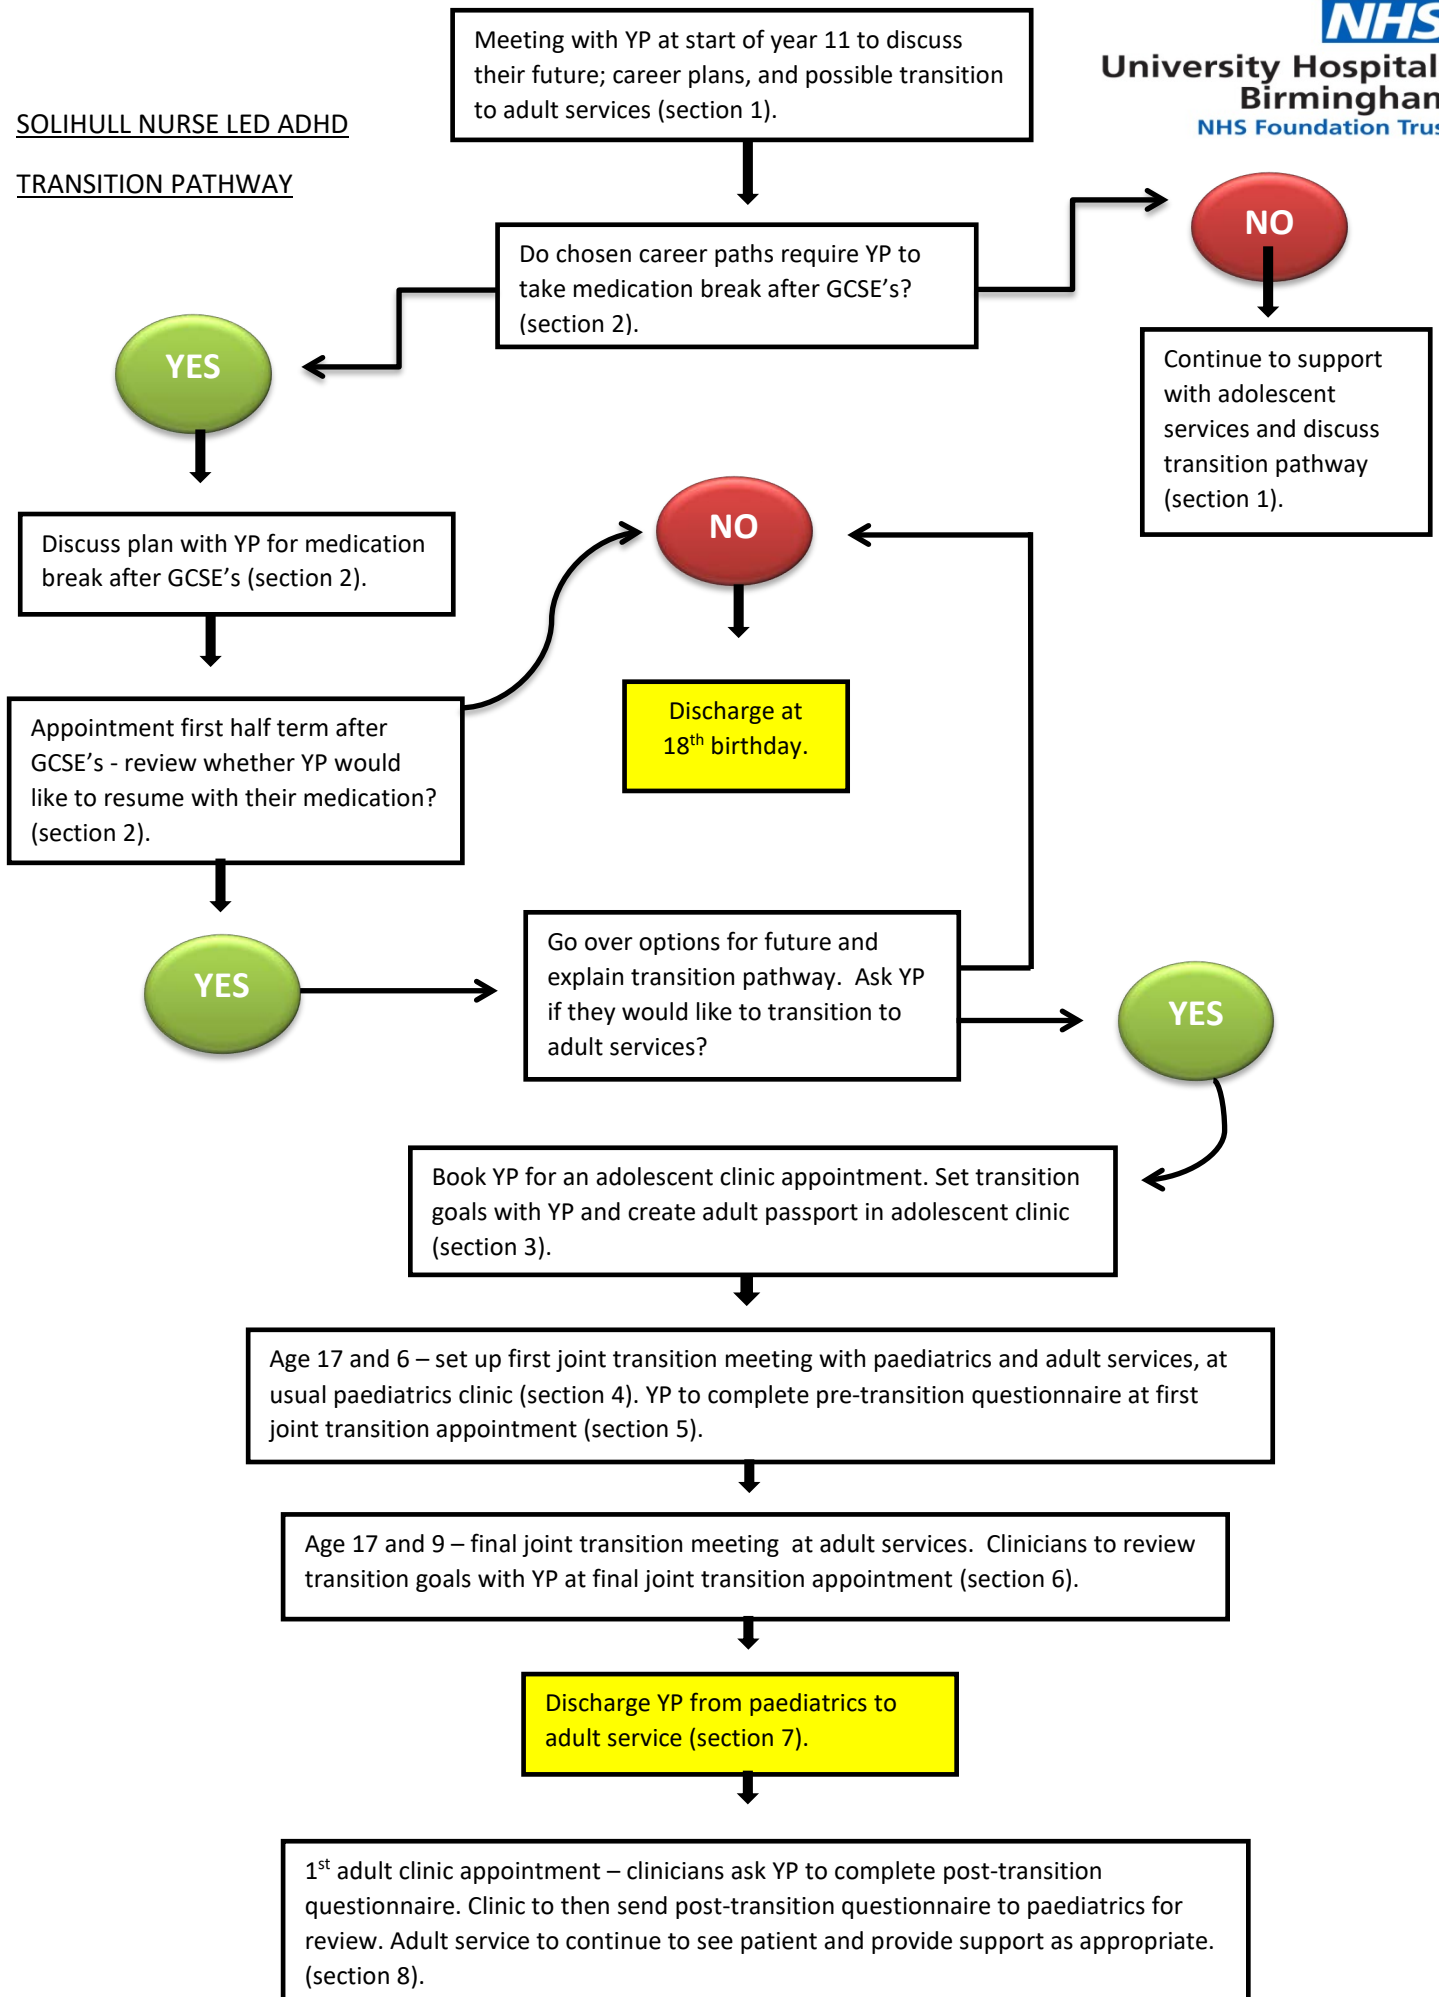 Meeting with YP at start of year 11 to discuss
their future; career plans, and possible transition
to adult services (section 1).
NHS
University Hospital
Birmingham
NHS Foundation Trus
SOLIHULL NURSE LED ADHD
TRANSITION PATHWAY
NO
Do chosen career paths require YP to
take medication break after GCSE’s?
(section 2).
YES
Continue to support
with adolescent
services and discuss
transition pathway
(section 1).
Discuss plan with YP for medication
break after GCSE’s (section 2).
NO
Discharge at
18th birthday.
Appointment first half term after
GCSE’s - review whether YP would
like to resume with their medication?
(section 2).
YES
Go over options for future and
explain transition pathway.  Ask YP
if they would like to transition to
adult services?
YES
Book YP for an adolescent clinic appointment. Set transition
goals with YP and create adult passport in adolescent clinic
(section 3).
Age 17 and 6 – set up first joint transition meeting with paediatrics and adult services, at
usual paediatrics clinic (section 4). YP to complete pre-transition questionnaire at first
joint transition appointment (section 5).
Age 17 and 9 – final joint transition meeting  at adult services.  Clinicians to review
transition goals with YP at final joint transition appointment (section 6).
Discharge YP from paediatrics to
adult service (section 7).
1st adult clinic appointment – clinicians ask YP to complete post-transition
questionnaire. Clinic to then send post-transition questionnaire to paediatrics for
review. Adult service to continue to see patient and provide support as appropriate.
(section 8).